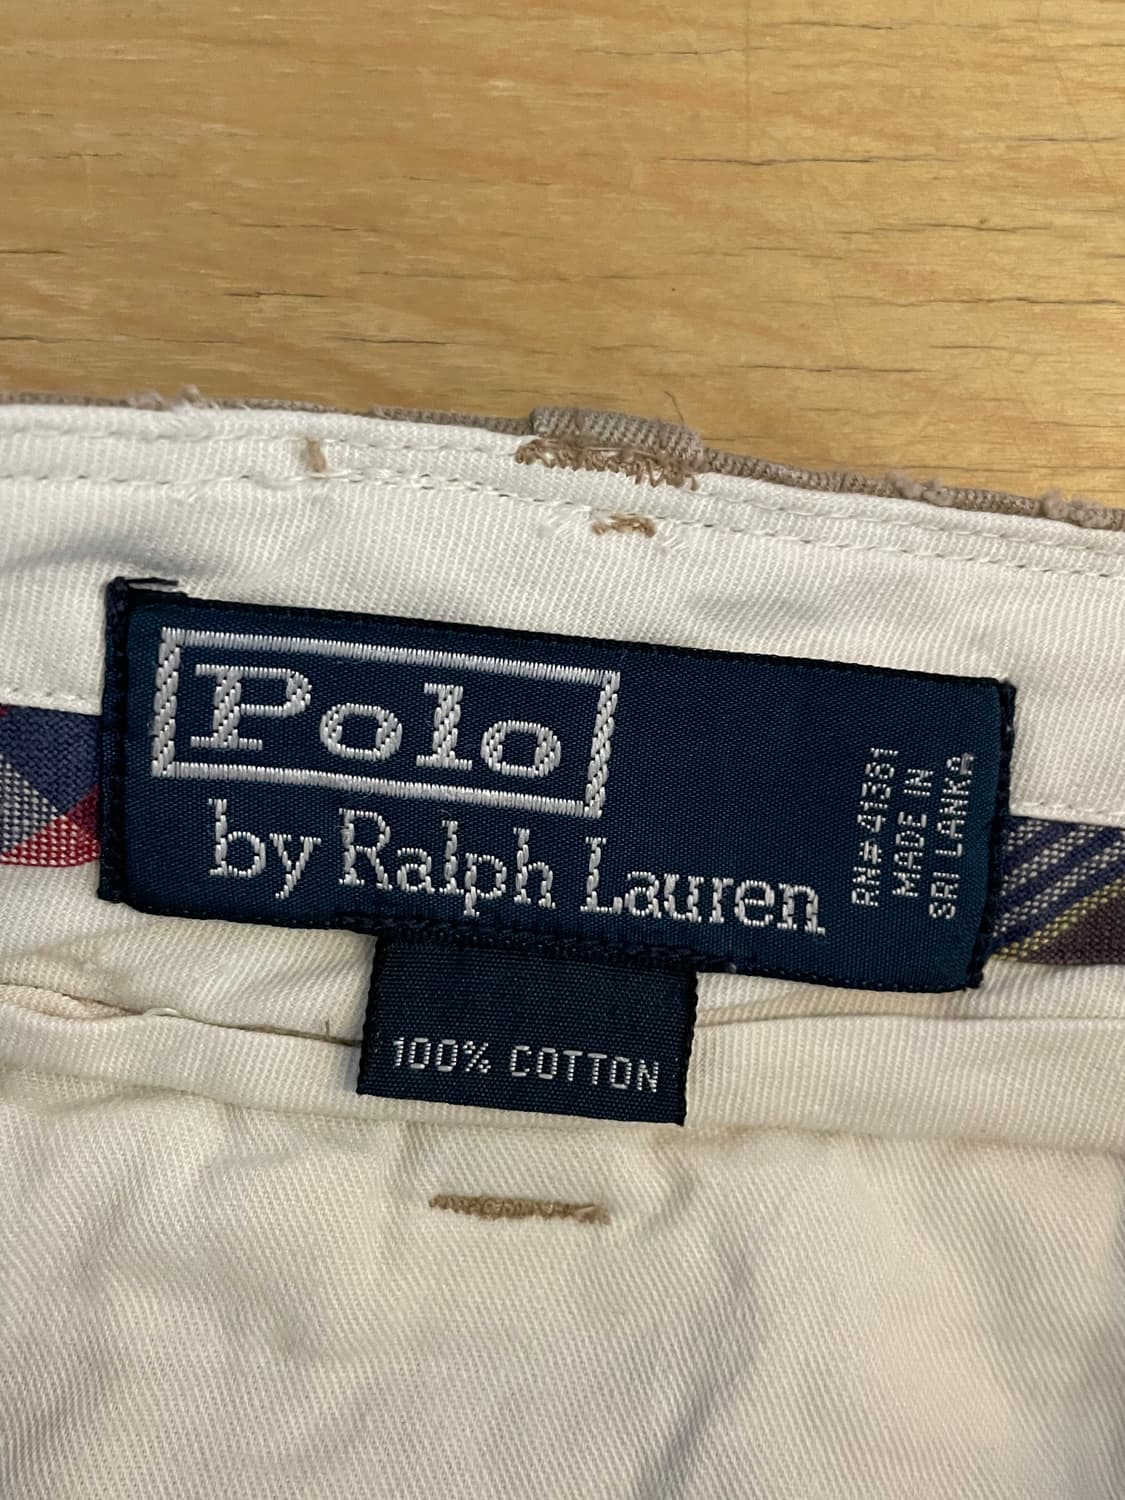 Polo
by Ralph Lauren
RN# 41381
MADE IN
SRI LANKA
100% COTTON